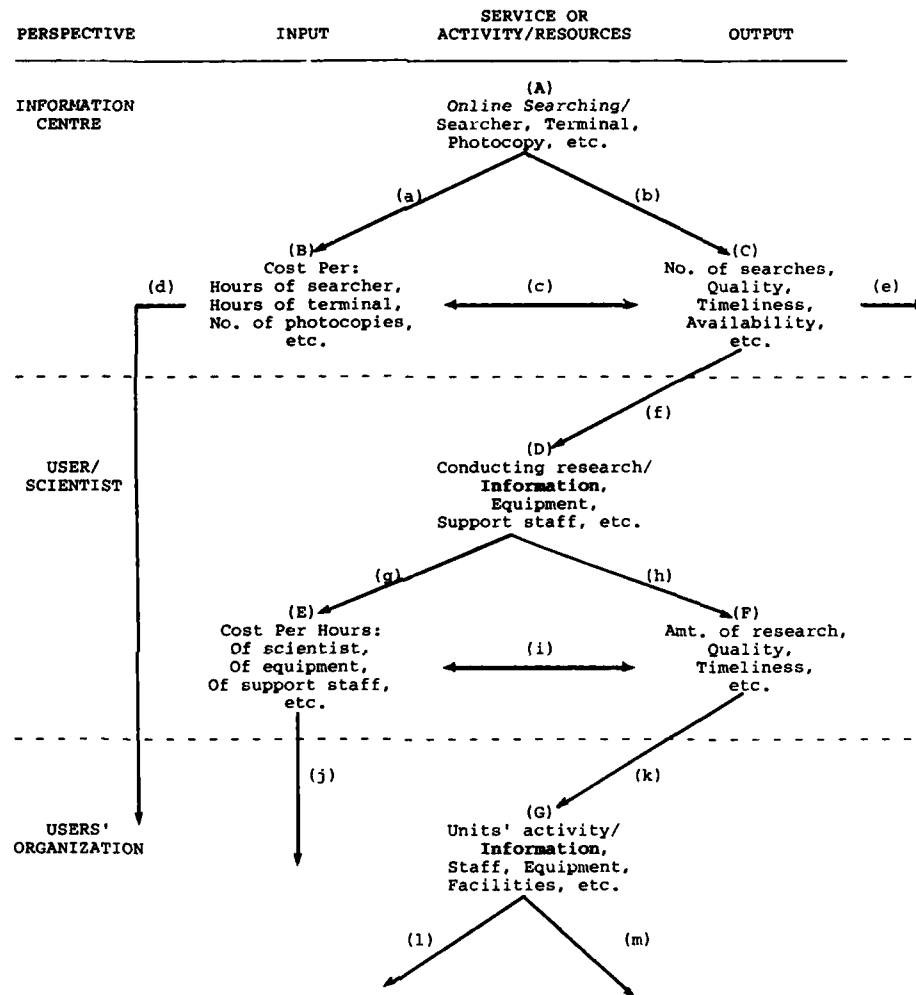 PERSPECTIVE INPUT SERVICE OR ACTIVITY/RESOURCES OUTPUT
INFORMATION
CENTRE
(A)
Online Searching/
Searcher, Terminal,
Photocopy, etc.
(a)
(b)
(B)
Cost Per:
Hours of searcher,
Hours of terminal,
No. of photocopies,
etc.
(c)
(C)
No. of searches,
Quality,
Timeliness,
Availability,
etc.
(d)
(e)
(f)
USER/
SCIENTIST
(D)
Conducting research/
Information,
Equipment,
Support staff, etc.
(g)
(h)
(E)
Cost Per Hours:
Of scientist,
Of equipment,
Of support staff,
etc.
(i)
(F)
Amt. of research,
Quality,
Timeliness,
etc.
(j)
(k)
USERS'
ORGANIZATION
(G)
Units' activity/
Information,
Staff, Equipment,
Facilities, etc.
(l)
(m)